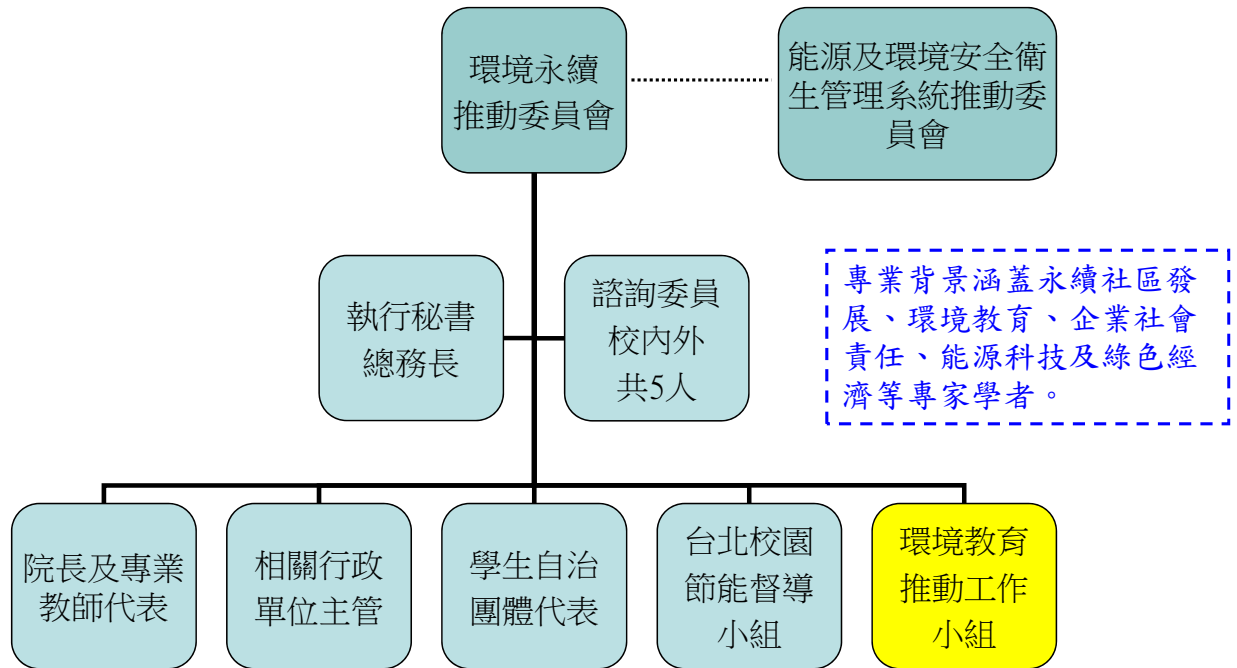 環境永續
推動委員會
能源及環境安全衛
生管理系統推動委
員會
執行秘書
總務長
諮詢委員
校內外
共5人
專業背景涵蓋永續社區發
展、環境教育、企業社會
責任、能源科技及綠色經
濟等專家學者。
院長及專業
教師代表
相關行政
單位主管
學生自治
團體代表
台北校園
節能督導
小組
環境教育
推動工作
小組